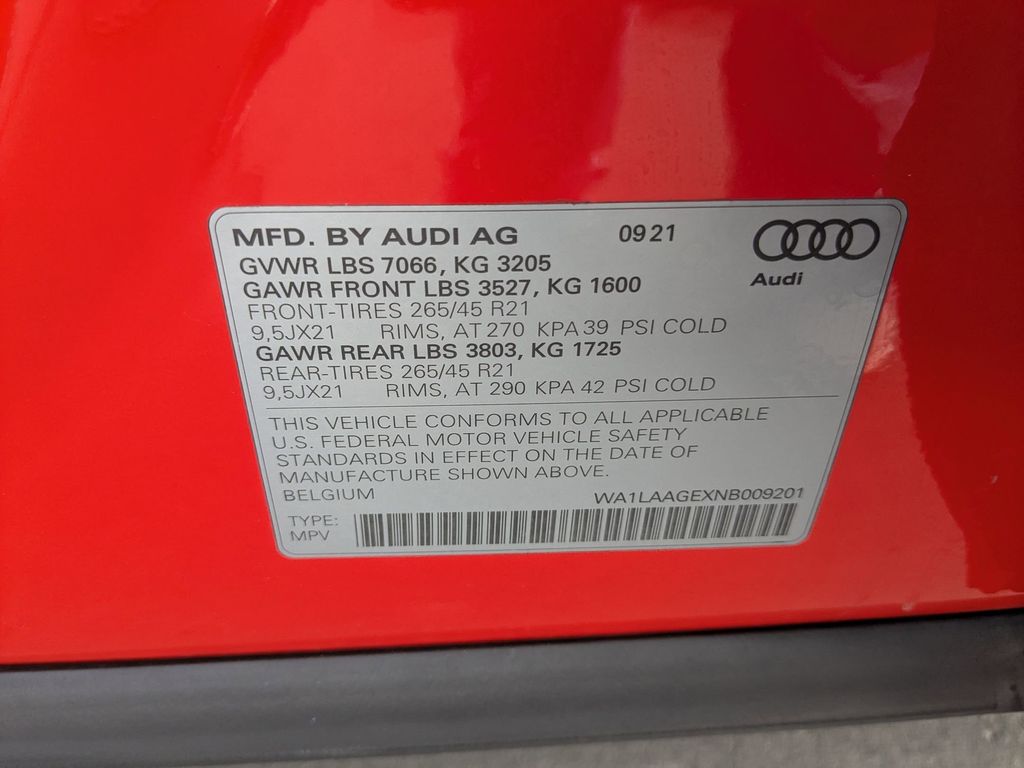 MFD. BY AUDI AG 09 21
Audi
GVWR LBS 7066, KG 3205
GAWR FRONT LBS 3527, KG 1600
FRONT-TIRES 265/45 R21
9,5JX21 RIMS, AT 270 KPA 39 PSI COLD
GAWR REAR LBS 3803, KG 1725
REAR-TIRES 265/45 R21
9,5JX21 RIMS, AT 290 KPA 42 PSI COLD
THIS VEHICLE CONFORMS TO ALL APPLICABLE
U.S. FEDERAL MOTOR VEHICLE SAFETY
STANDARDS IN EFFECT ON THE DATE OF
MANUFACTURE SHOWN ABOVE.
BELGIUM WA1LAAGEXNB009201
TYPE:
MPV